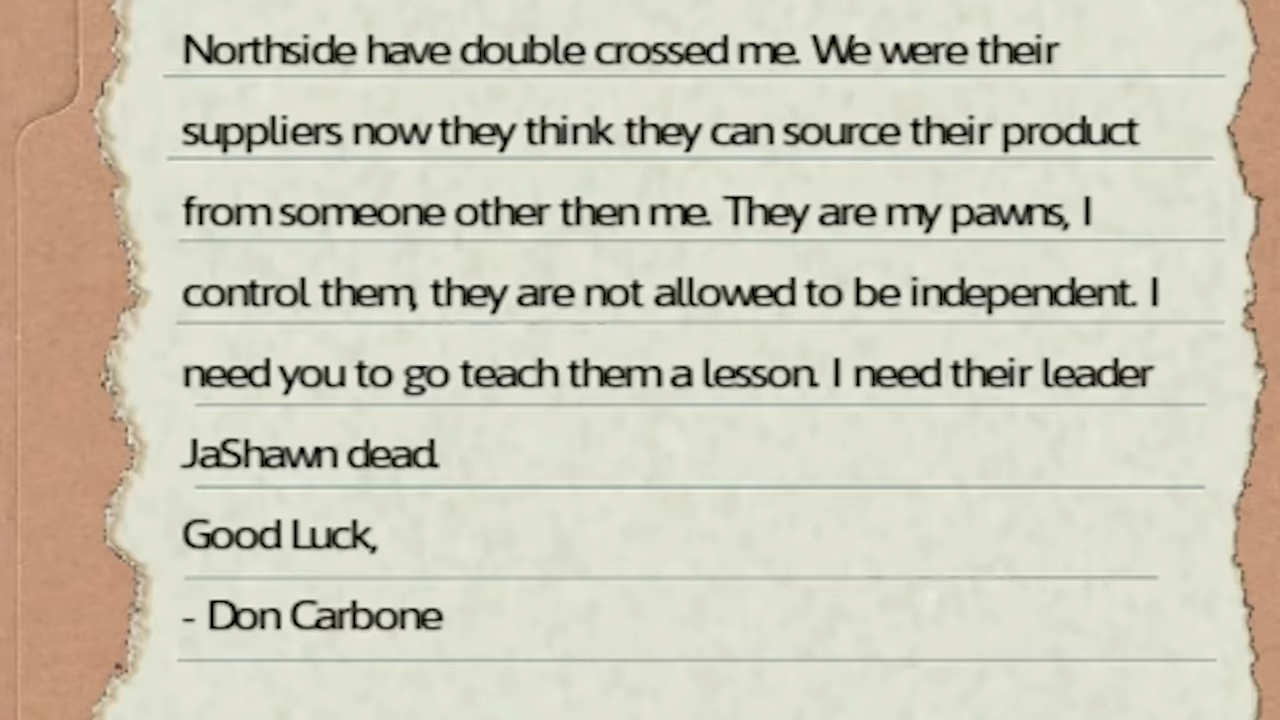 Northside have double crossed me. We were their
suppliers now they think they can source their product
from someone other then me. They are my pawns, I
control them, they are not allowed to be independent. I
need you to go teach them a lesson. I need their leader
JaShawn dead.
Good Luck,
- Don Carbone